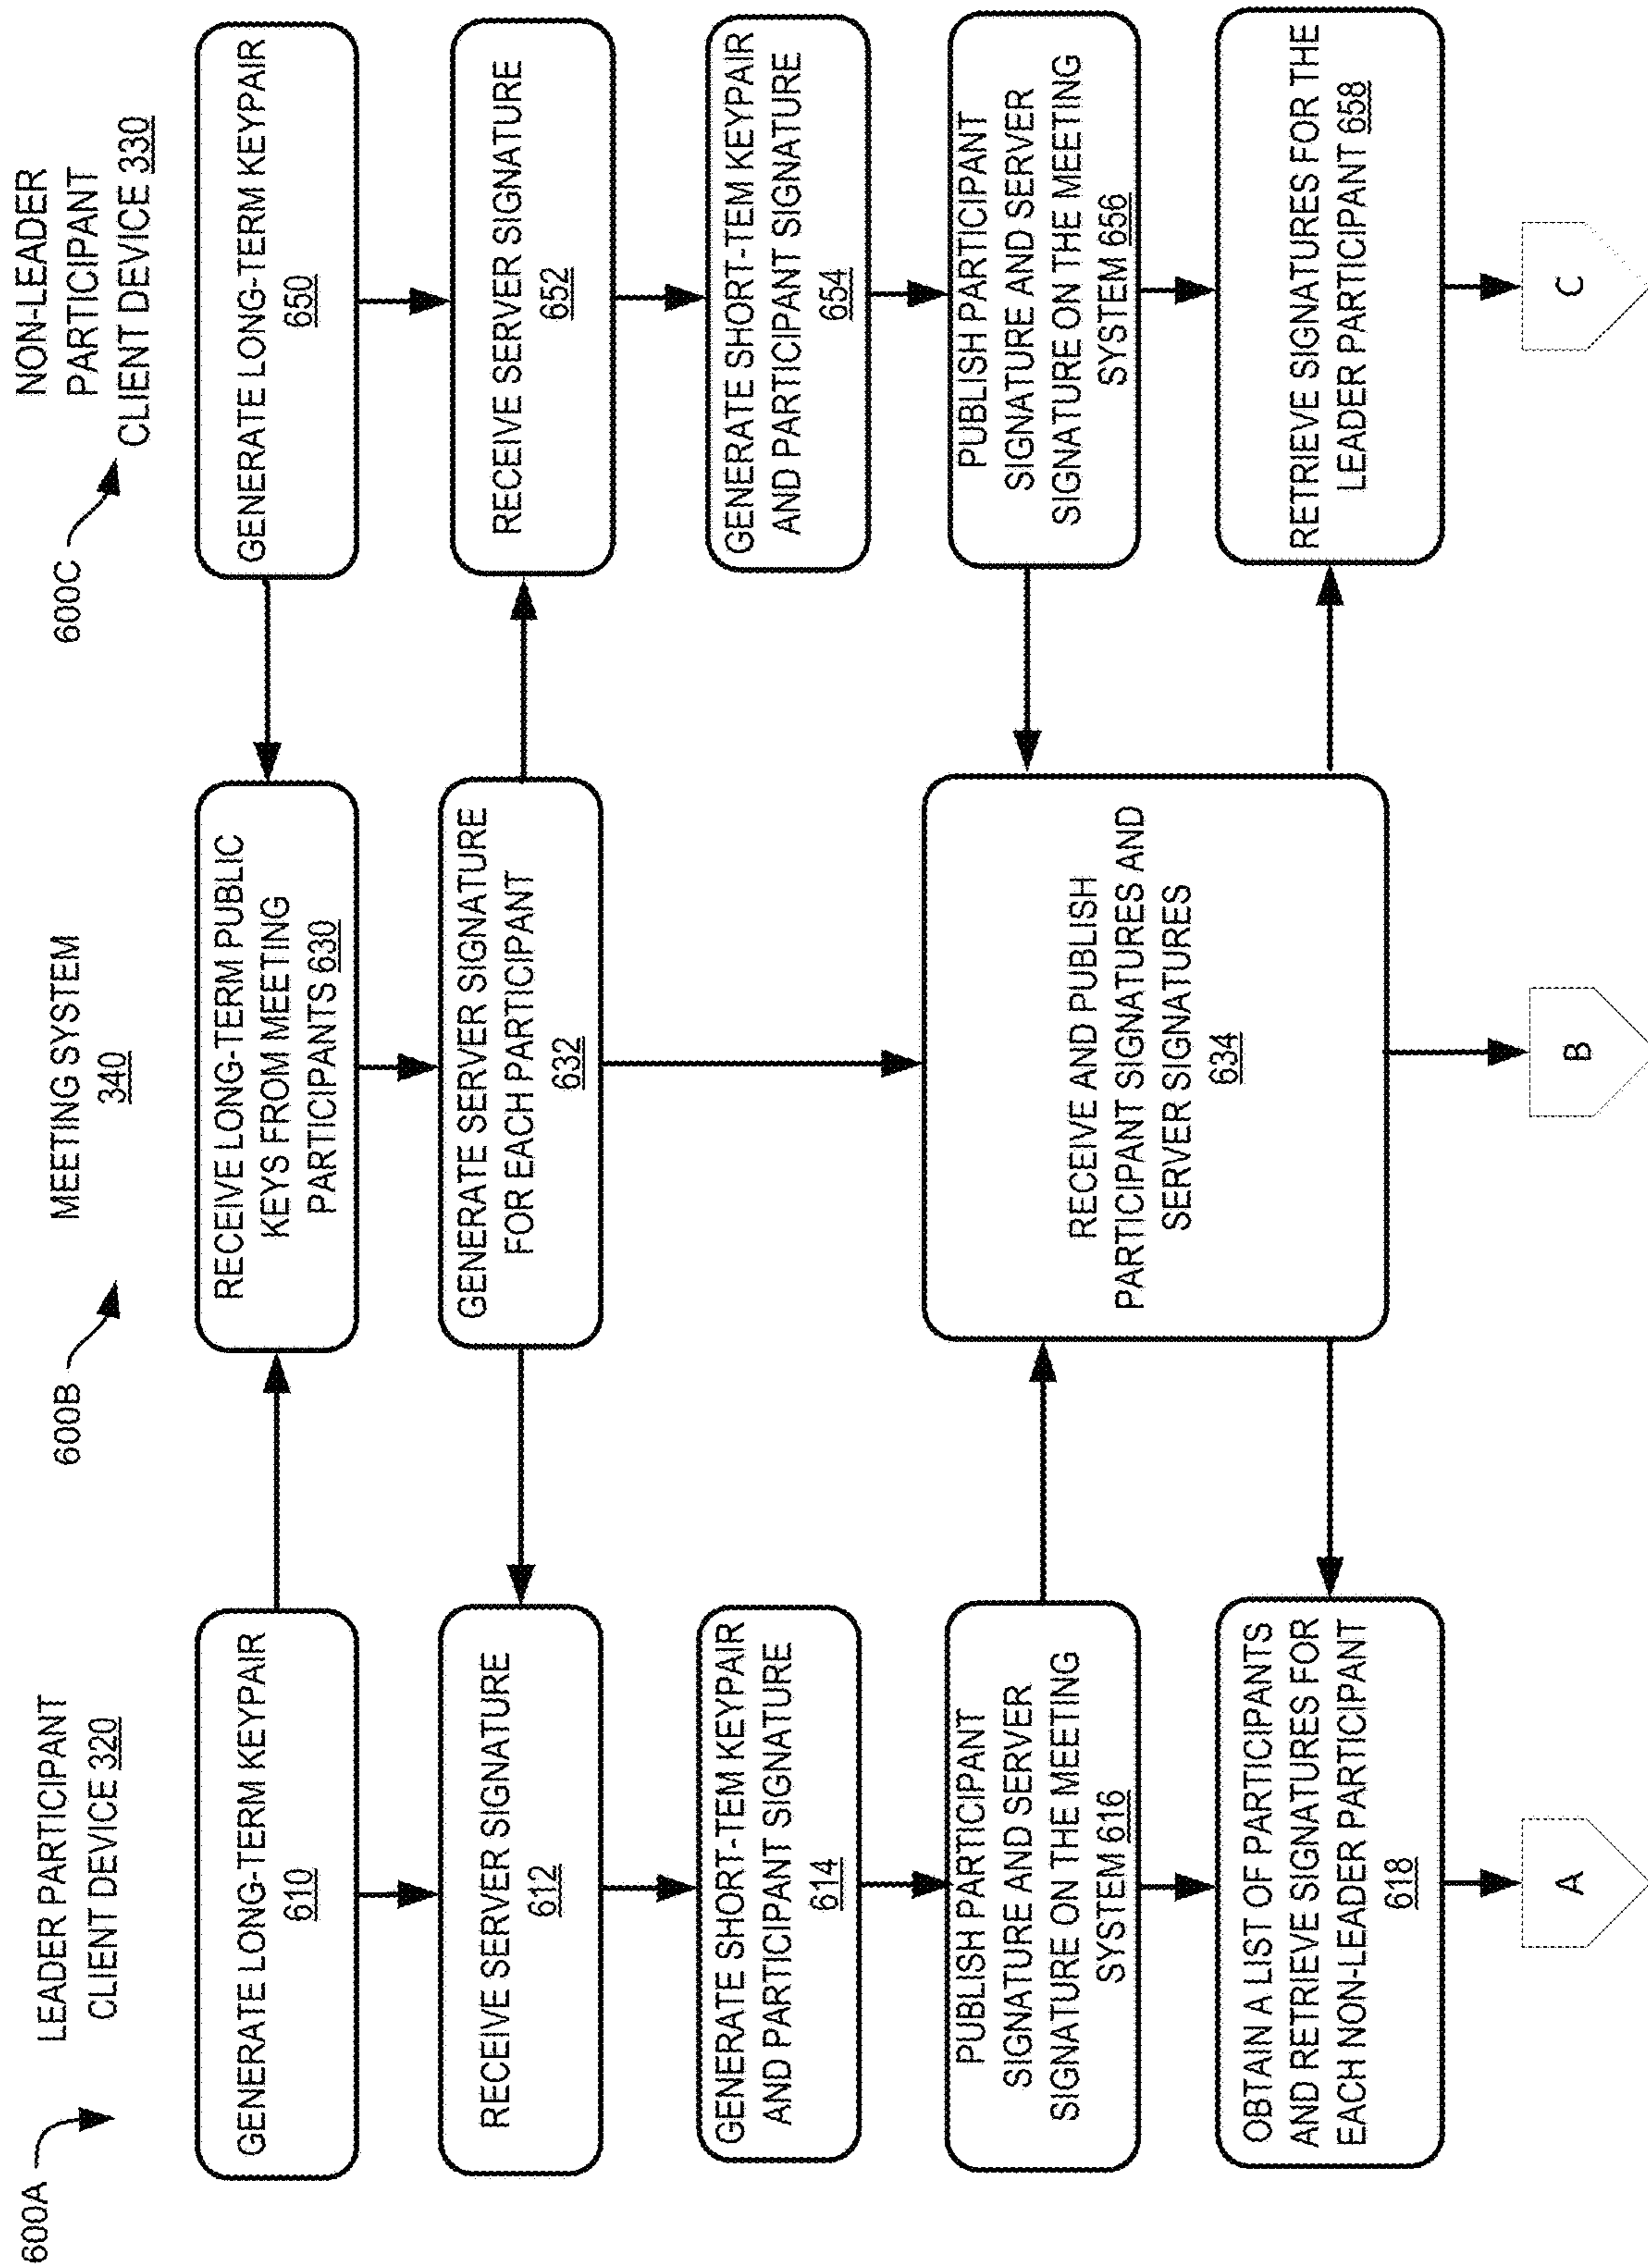 600A
LEADER PARTICIPANT
CLIENT DEVICE 320
600B
MEETING SYSTEM
340
600C
NON-LEADER
PARTICIPANT
CLIENT DEVICE 330
GENERATE LONG-TERM KEYPAIR
610
RECEIVE LONG-TERM PUBLIC
KEYS FROM MEETING
PARTICIPANTS 630
GENERATE LONG-TERM KEYPAIR
650
RECEIVE SERVER SIGNATURE
612
GENERATE SERVER SIGNATURE
FOR EACH PARTICIPANT
632
RECEIVE SERVER SIGNATURE
652
GENERATE SHORT-TEM KEYPAIR
AND PARTICIPANT SIGNATURE
614
GENERATE SHORT-TEM KEYPAIR
AND PARTICIPANT SIGNATURE
654
PUBLISH PARTICIPANT
SIGNATURE AND SERVER
SIGNATURE ON THE MEETING
SYSTEM 616
RECEIVE AND PUBLISH
PARTICIPANT SIGNATURES AND
SERVER SIGNATURES
634
PUBLISH PARTICIPANT
SIGNATURE AND SERVER
SIGNATURE ON THE MEETING
SYSTEM 656
OBTAIN A LIST OF PARTICIPANTS
AND RETRIEVE SIGNATURES FOR
EACH NON-LEADER PARTICIPANT
618
RETRIEVE SIGNATURES FOR THE
LEADER PARTICIPANT 658
A
B
C